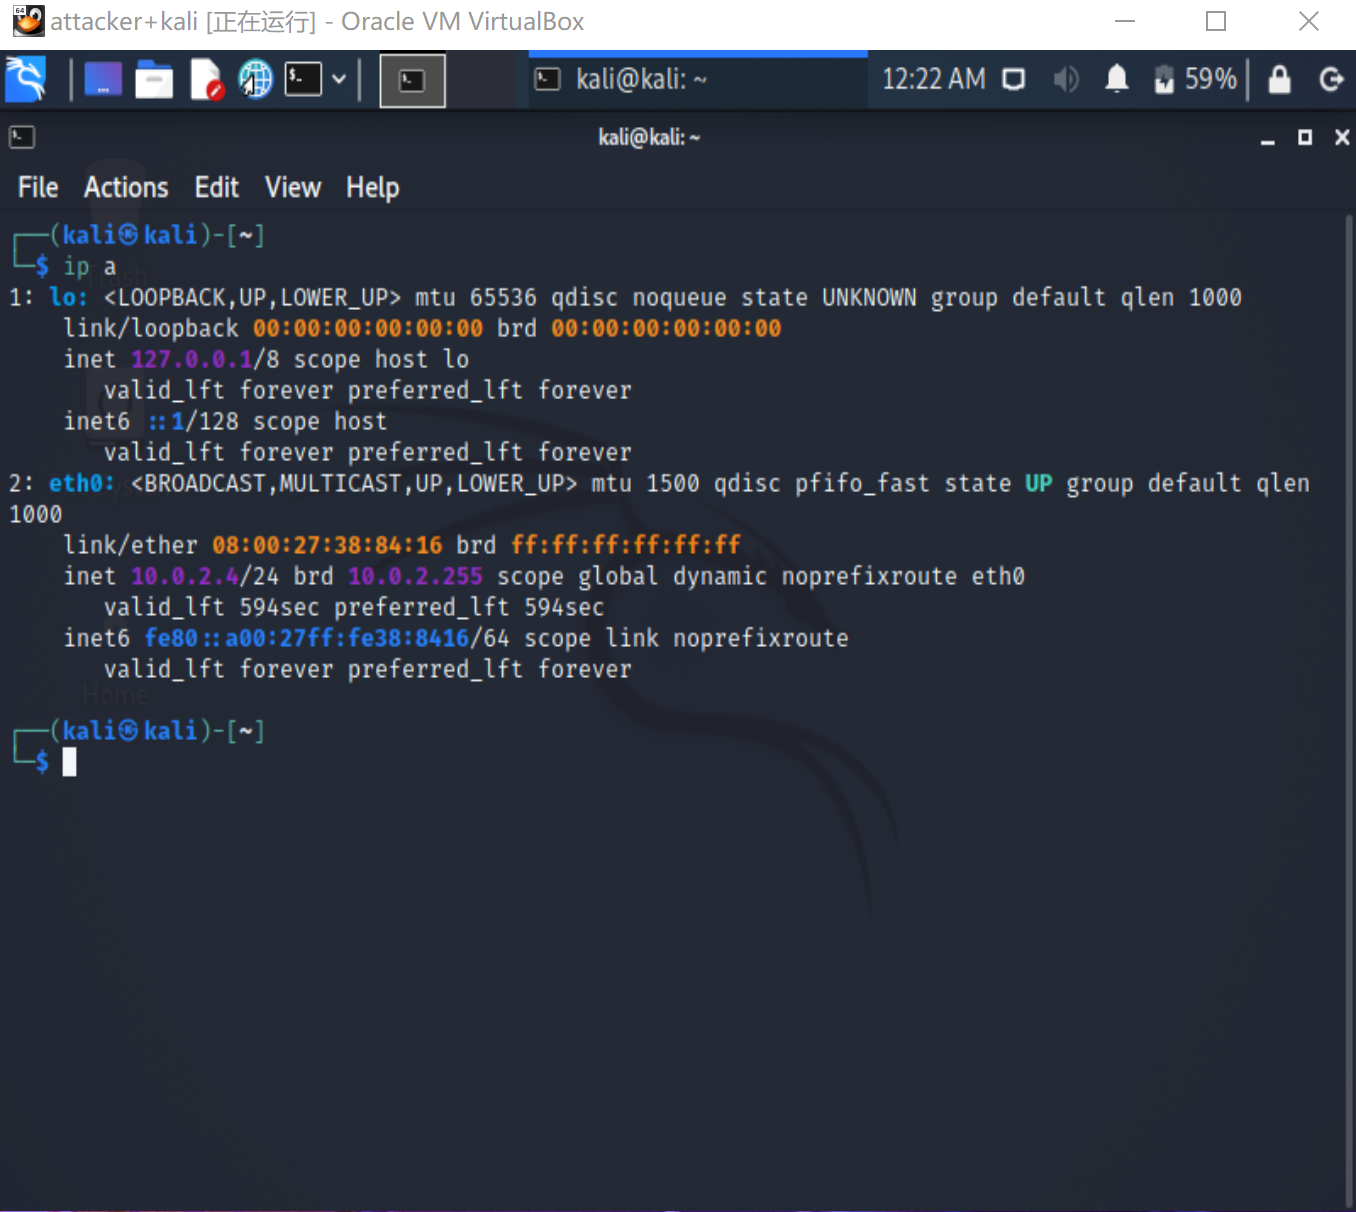 attacker+kali [正在运行] - Oracle VM VirtualBox
kali@kali: ~
12:22 AM
59%
kali@kali: ~
File Actions Edit View Help
┌──(kali㉿kali)-[~]
└─$ ip a
1: lo: <LOOPBACK,UP,LOWER_UP> mtu 65536 qdisc noqueue state UNKNOWN group default qlen 1000
link/loopback 00:00:00:00:00:00 brd 00:00:00:00:00:00
inet 127.0.0.1/8 scope host lo
valid_lft forever preferred_lft forever
inet6 ::1/128 scope host
valid_lft forever preferred_lft forever
2: eth0: <BROADCAST,MULTICAST,UP,LOWER_UP> mtu 1500 qdisc pfifo_fast state UP group default qlen
1000
link/ether 08:00:27:38:84:16 brd ff:ff:ff:ff:ff:ff
inet 10.0.2.4/24 brd 10.0.2.255 scope global dynamic noprefixroute eth0
valid_lft 594sec preferred_lft 594sec
inet6 fe80::a00:27ff:fe38:8416/64 scope link noprefixroute
valid_lft forever preferred_lft forever
Home
┌──(kali㉿kali)-[~]
└─$